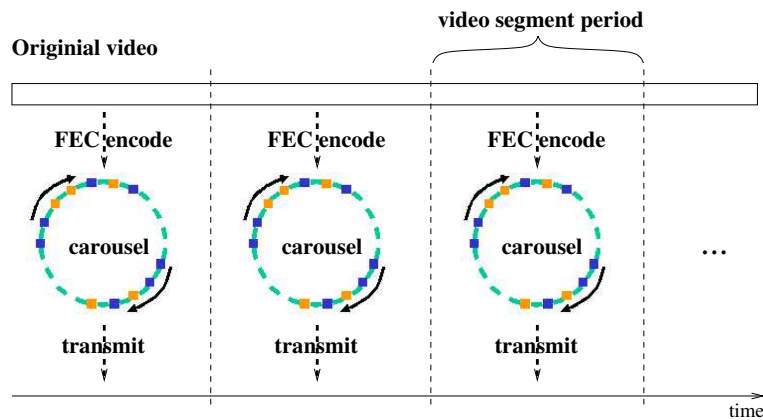 video segment period
Originial video
FEC encode FEC encode FEC encode
carousel carousel carousel ...
transmit transmit transmit
time